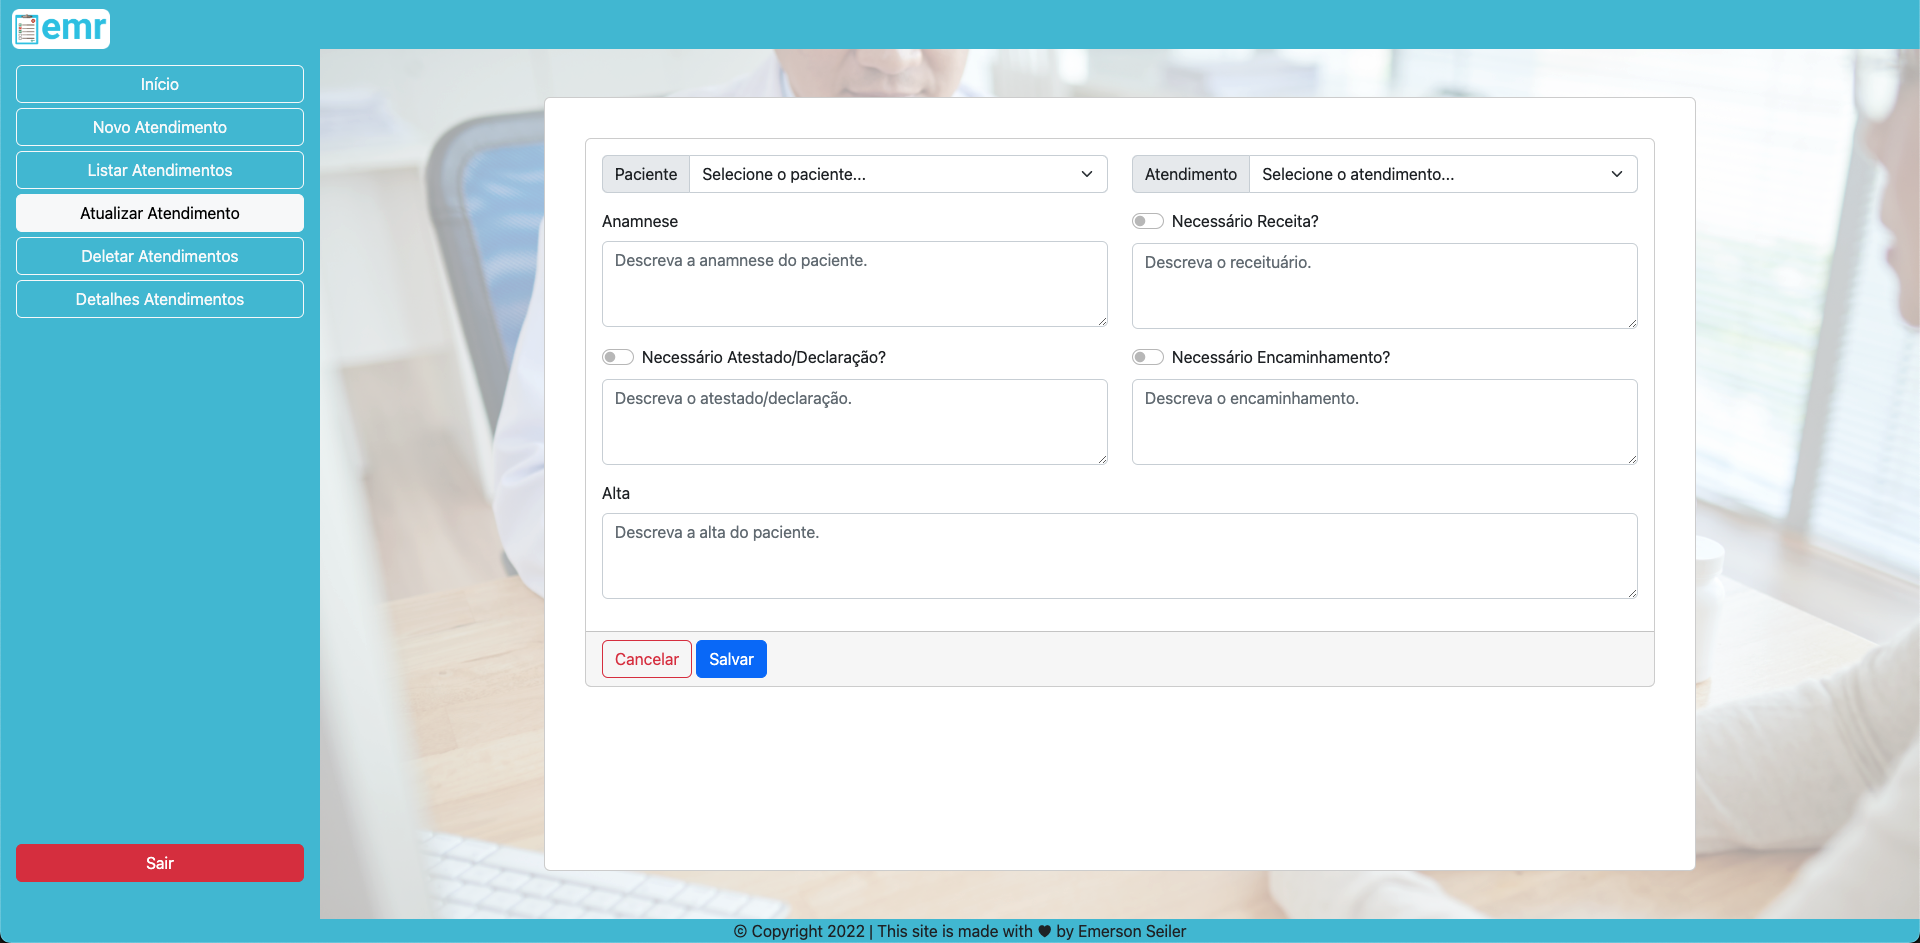 emr
Início
Novo Atendimento
Listar Atendimentos
Atualizar Atendimento
Deletar Atendimentos
Detalhes Atendimentos
Sair
Paciente Selecione o paciente...
Atendimento Selecione o atendimento...
Anamnese
Descreva a anamnese do paciente.
Necessário Receita?
Descreva o receituário.
Necessário Atestado/Declaração?
Descreva o atestado/declaração.
Necessário Encaminhamento?
Descreva o encaminhamento.
Alta
Descreva a alta do paciente.
Cancelar Salvar
© Copyright 2022 | This site is made with ♥ by Emerson Seiler